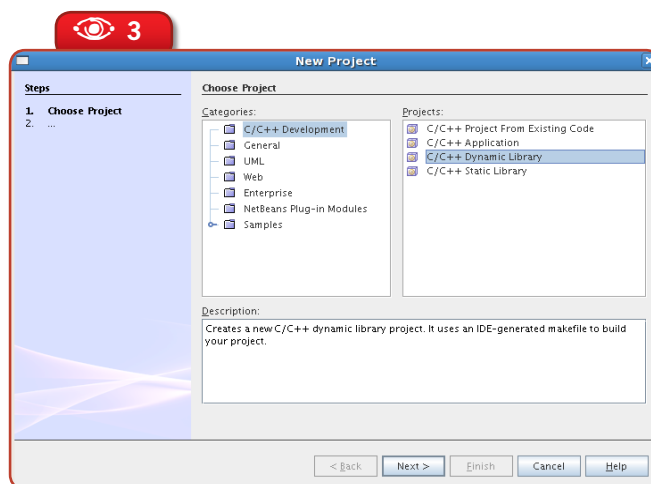 3
New Project
Steps
1. Choose Project
2. ...
Choose Project
Categories:
C/C++ Development
General
UML
Web
Enterprise
NetBeans Plug-in Modules
Samples
Projects:
C/C++ Project From Existing Code
C/C++ Application
C/C++ Dynamic Library
C/C++ Static Library
Description:
Creates a new C/C++ dynamic library project. It uses an IDE-generated makefile to build
your project.
< Back Next > Finish Cancel Help